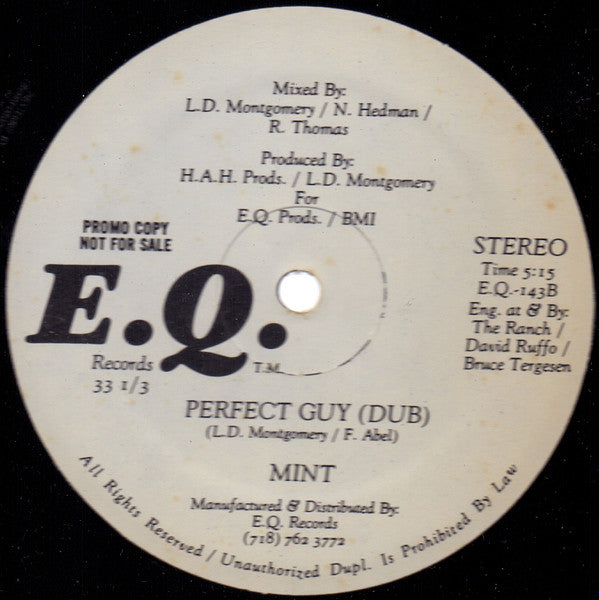 Mixed By:
L.D. Montgomery / N. Hedman /
R. Thomas
Produced By:
H.A.H. Prods. / L.D. Montgomery
For
E.Q. Prods. / BMI
PROMO COPY
NOT FOR SALE
E.Q.
Records T.M.
33 1/3
STEREO
Time 5:15
E.Q.-143B
Eng. at & By:
The Ranch /
David Ruffo /
Bruce Tergesen
PERFECT GUY (DUB)
(L.D. Montgomery / F. Abel)
MINT
Manufactured & Distributed By:
E.Q. Records
(718) 762 3772
All Rights Reserved / Unauthorized Dupl. Is Prohibited By Law